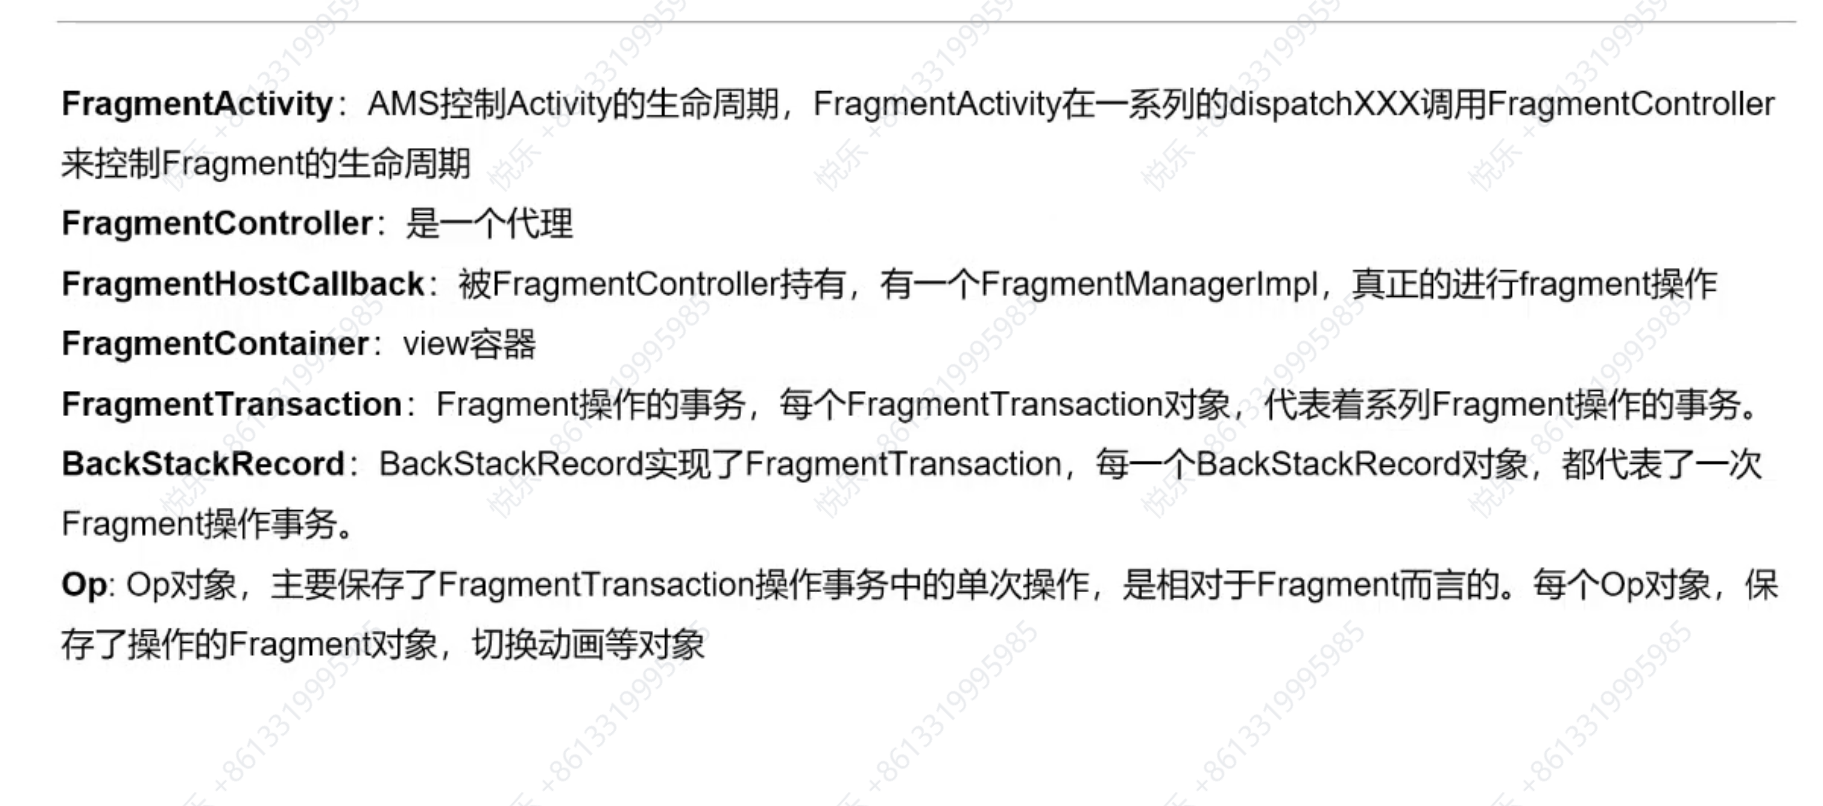 FragmentActivity：AMS控制Activity的生命周期，FragmentActivity在一系列的dispatchXXX调用FragmentController
来控制Fragment的生命周期
FragmentController：是一个代理
FragmentHostCallback：被FragmentController持有，有一个FragmentManagerImpl，真正的进行fragment操作
FragmentContainer：view容器
FragmentTransaction：Fragment操作的事务，每个FragmentTransaction对象，代表着系列Fragment操作的事务。
BackStackRecord：BackStackRecord实现了FragmentTransaction，每一个BackStackRecord对象，都代表了一次
Fragment操作事务。
Op: Op对象，主要保存了FragmentTransaction操作事务中的单次操作，是相对于Fragment而言的。每个Op对象，保
存了操作的Fragment对象，切换动画等对象
悦乐 +8613319995985